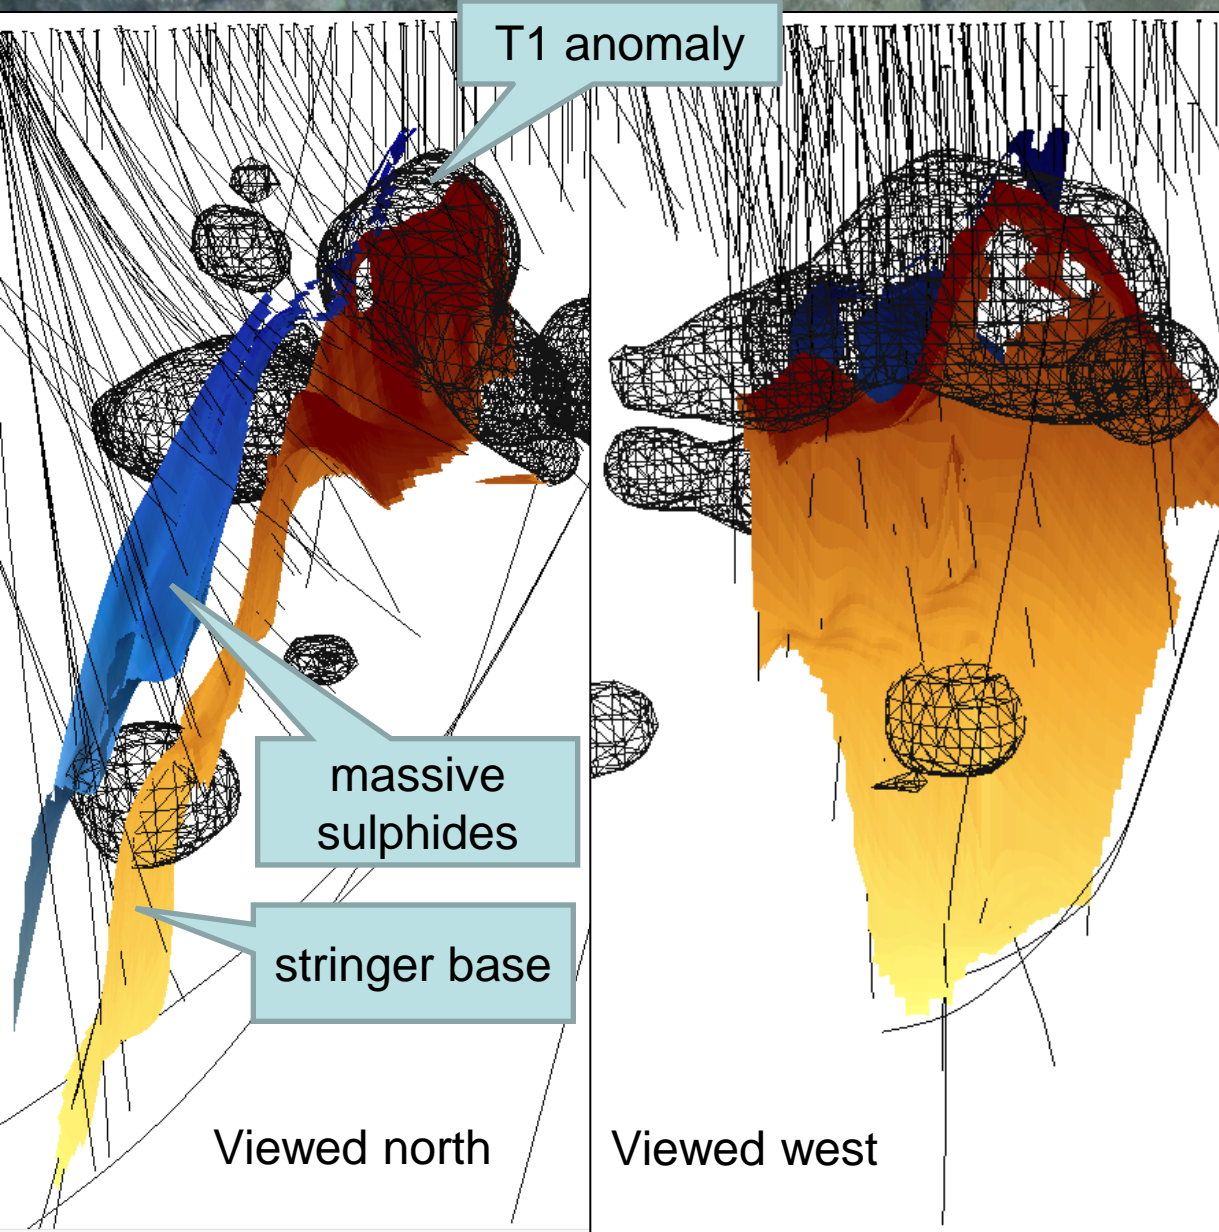 T1 anomaly
massive
sulphides
stringer base
Viewed north
Viewed west